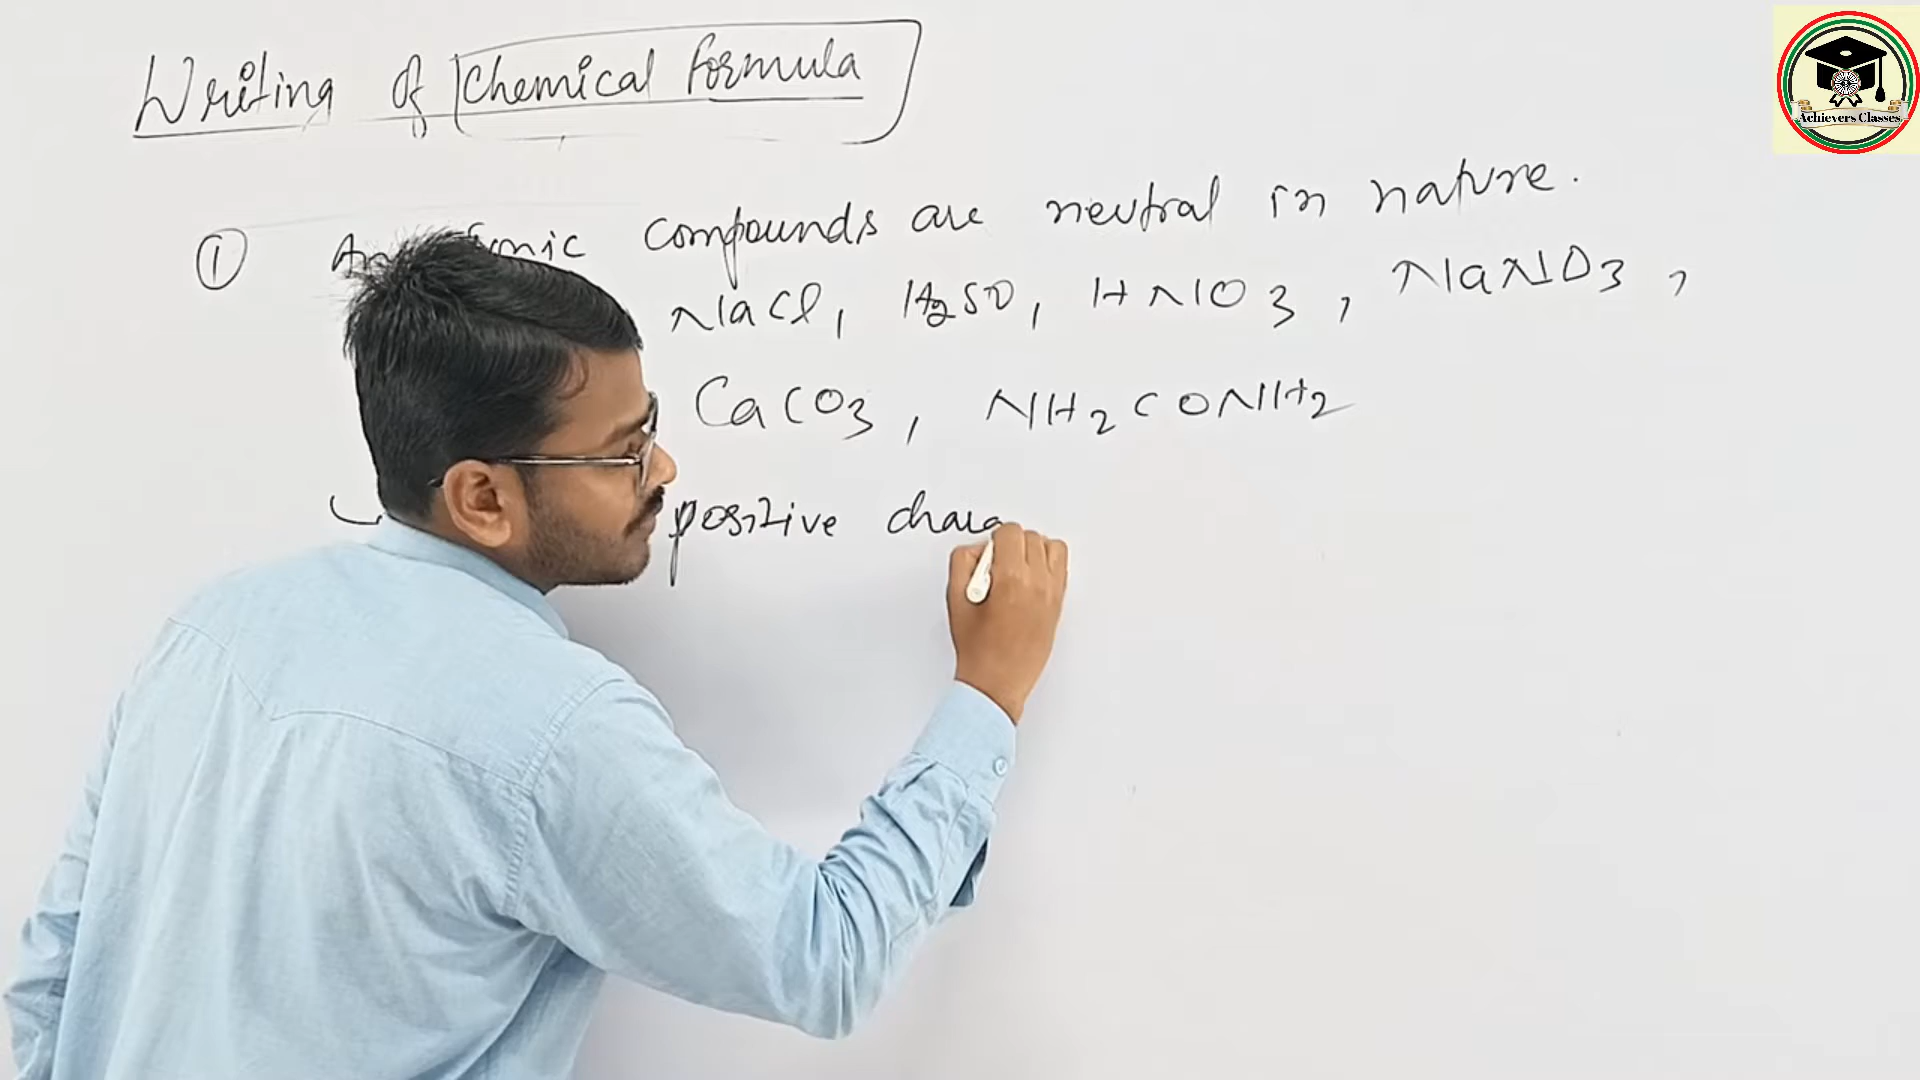 Writing of Chemical formula
Achievers Classes
① compounds are neutral in nature.
NaCl, H2SO, HNO3, NaNO3,
CaCO3, NH2CONH2
positive